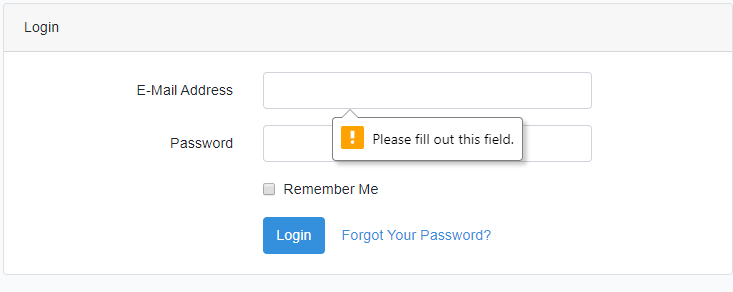 Login
E-Mail Address
Please fill out this field.
Password
Remember Me
Login Forgot Your Password?